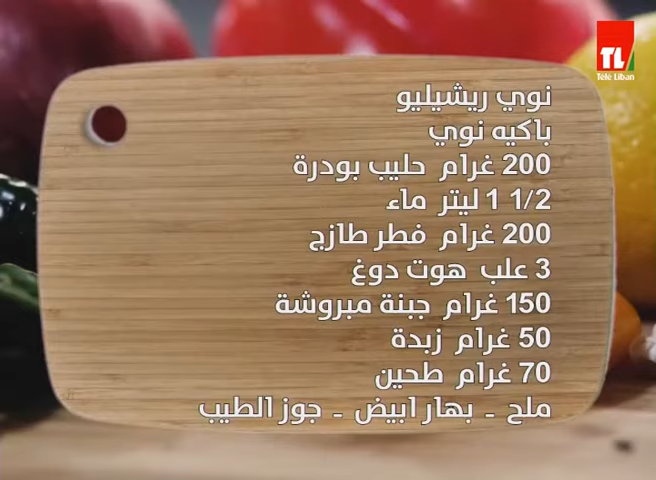 TL
Télé Liban
نوي ريشيليو
باكيه نوي
200 غرام حليب بودرة
1 1/2 ليتر ماء
200 غرام فطر طازج
3 علب هوت دوغ
150 غرام جبنة مبروشة
50 غرام زبدة
70 غرام طحين
ملح - بهار ابيض - جوز الطيب